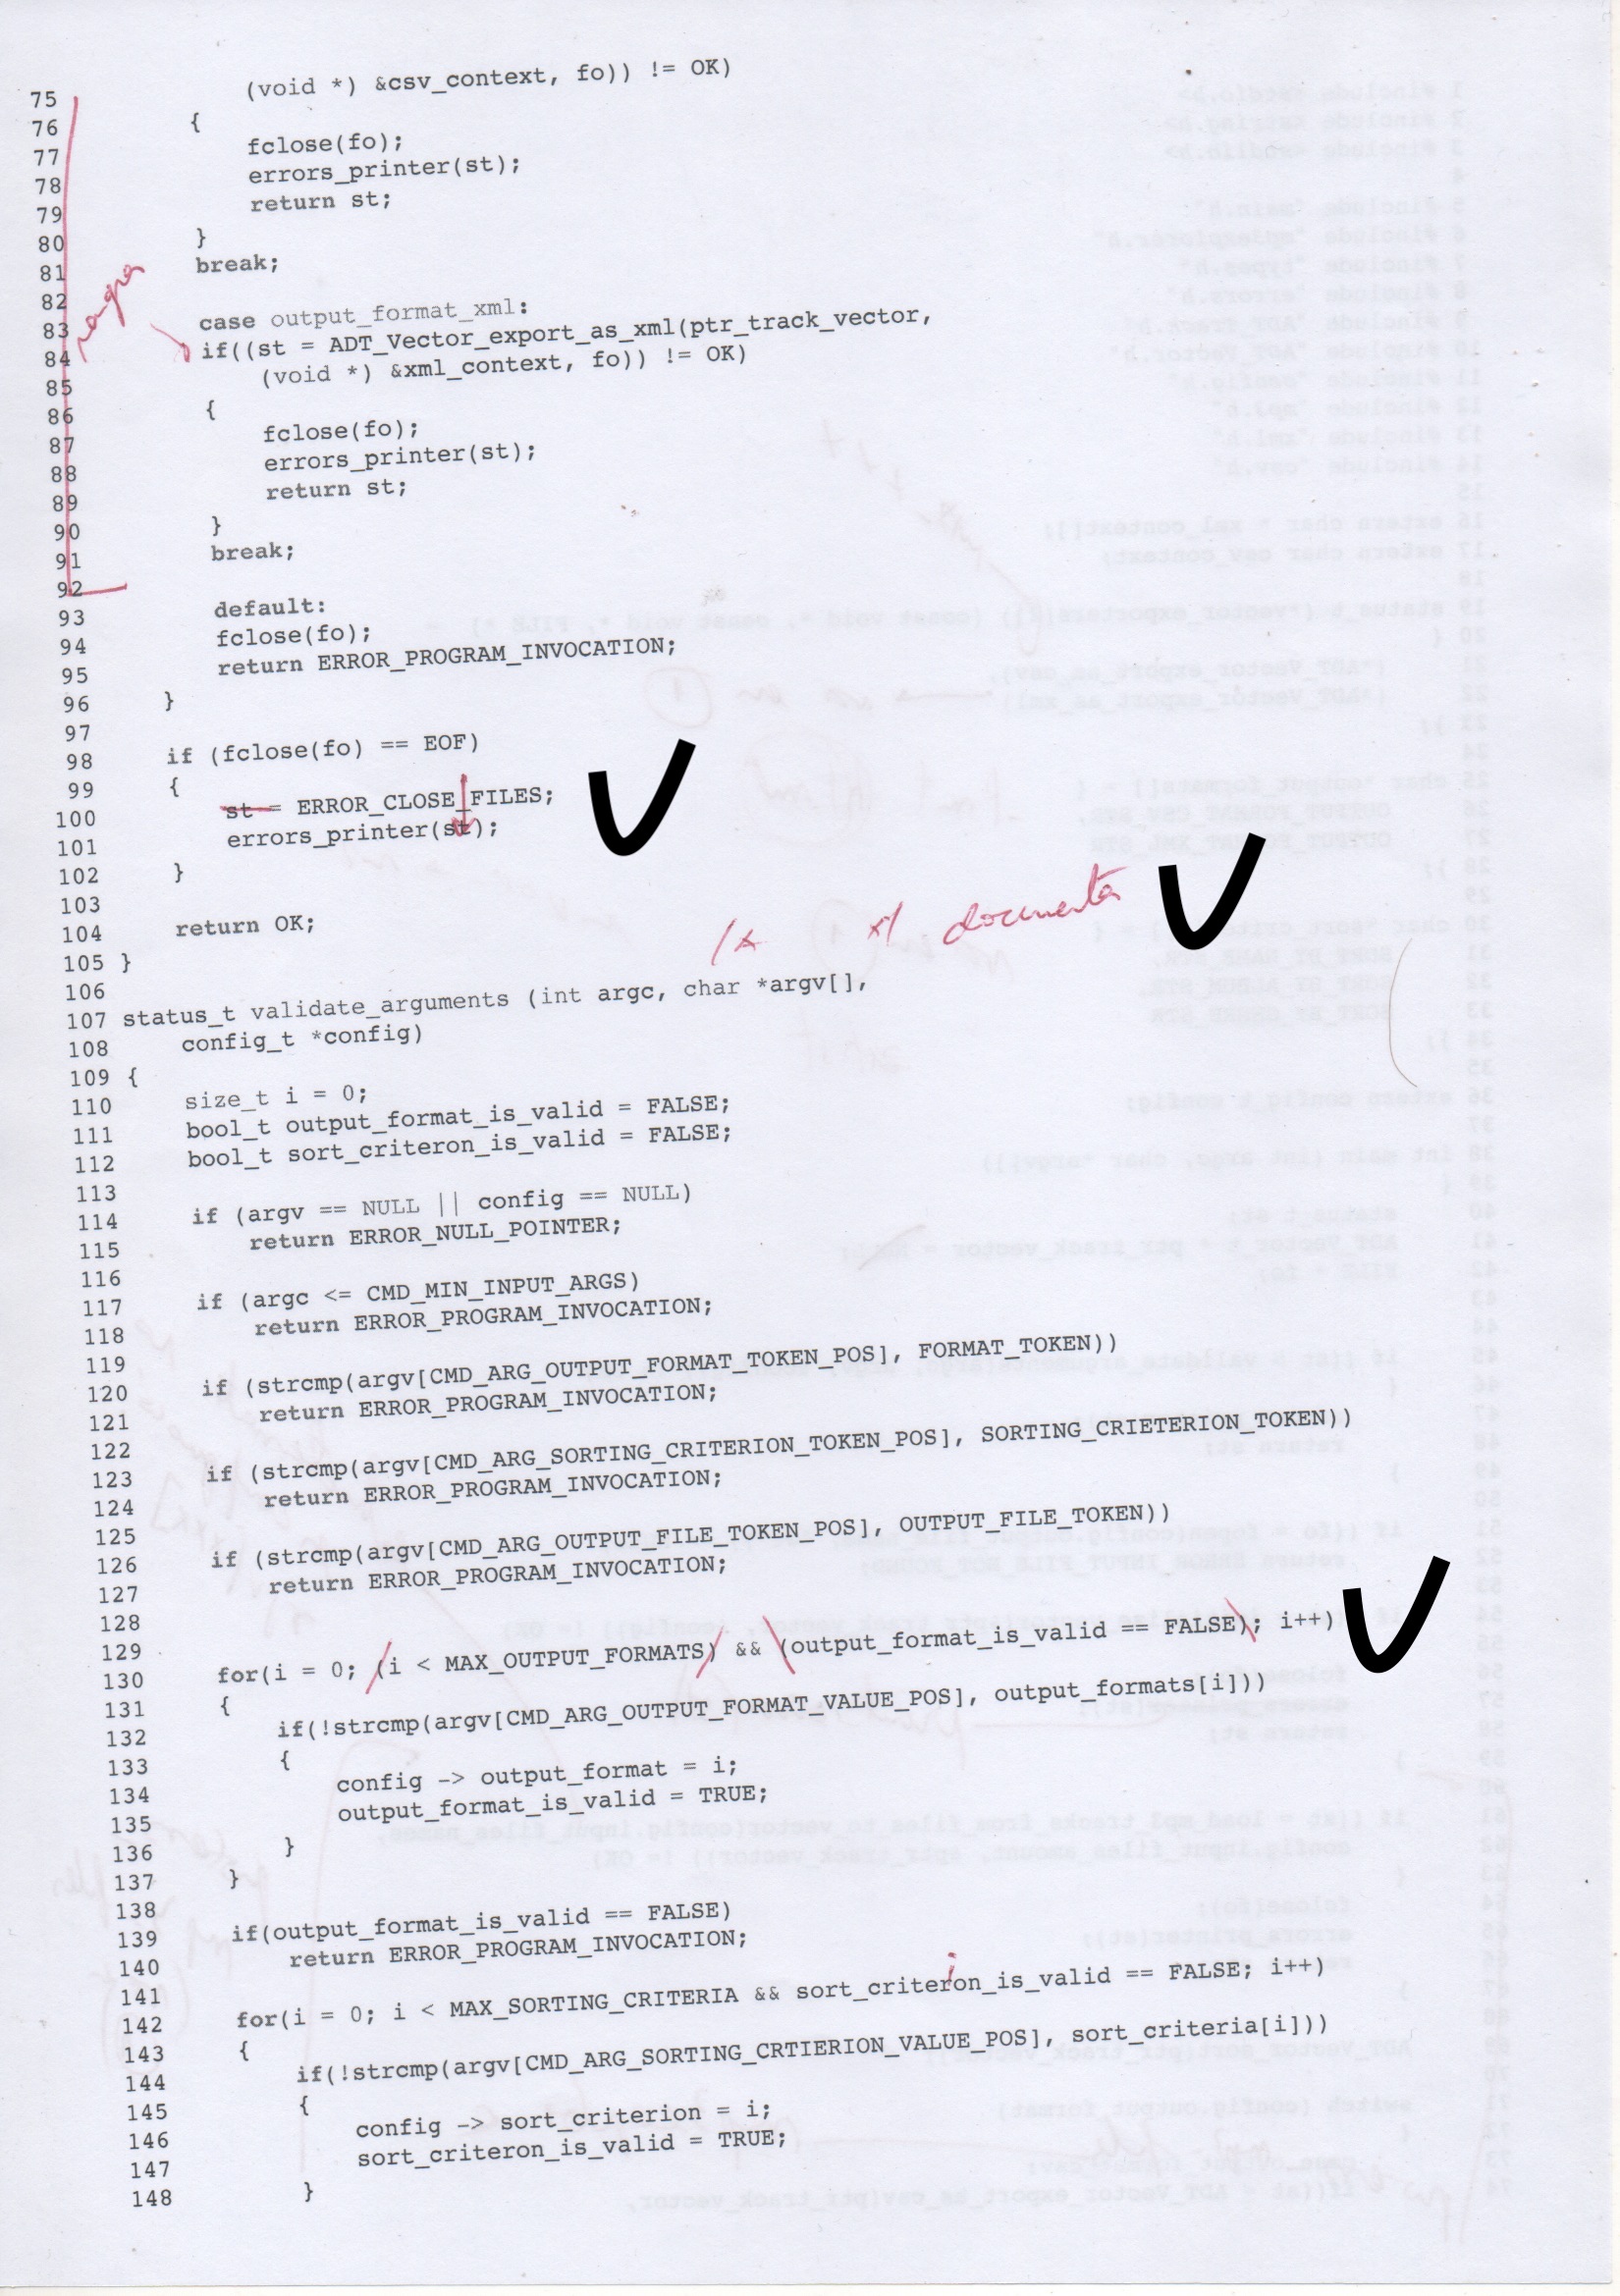 75 (void *) &csv_context, fo)) != OK)
76 {
77 fclose(fo);
78 errors_printer(st);
79 return st;
80 }
81 break;
82
83 case output_format_xml:
84 if((st = ADT_Vector_export_as_xml(ptr_track_vector,
85 (void *) &xml_context, fo)) != OK)
86 {
87 fclose(fo);
88 errors_printer(st);
89 return st;
90 }
91 break;
92
93 default:
94 fclose(fo);
95 return ERROR_PROGRAM_INVOCATION;
96 }
97
98 if (fclose(fo) == EOF)
99 {
100 st = ERROR_CLOSE_FILES;
101 errors_printer(st);
102 }
103
104 return OK;
105 }
/* */ documenta
106
107 status_t validate_arguments (int argc, char *argv[],
108 config_t *config)
109 {
110 size_t i = 0;
111 bool_t output_format_is_valid = FALSE;
112 bool_t sort_criteron_is_valid = FALSE;
113
114 if (argv == NULL || config == NULL)
115 return ERROR_NULL_POINTER;
116
117 if (argc <= CMD_MIN_INPUT_ARGS)
118 return ERROR_PROGRAM_INVOCATION;
119
120 if (strcmp(argv[CMD_ARG_OUTPUT_FORMAT_TOKEN_POS], FORMAT_TOKEN))
121 return ERROR_PROGRAM_INVOCATION;
122
123 if (strcmp(argv[CMD_ARG_SORTING_CRITERION_TOKEN_POS], SORTING_CRIETERION_TOKEN))
124 return ERROR_PROGRAM_INVOCATION;
125
126 if (strcmp(argv[CMD_ARG_OUTPUT_FILE_TOKEN_POS], OUTPUT_FILE_TOKEN))
127 return ERROR_PROGRAM_INVOCATION;
128
129
130 for(i = 0; (i < MAX_OUTPUT_FORMATS) && (output_format_is_valid == FALSE); i++)
131 {
132 if(!strcmp(argv[CMD_ARG_OUTPUT_FORMAT_VALUE_POS], output_formats[i]))
133 {
134 config -> output_format = i;
135 output_format_is_valid = TRUE;
136 }
137 }
138
139 if(output_format_is_valid == FALSE)
140 return ERROR_PROGRAM_INVOCATION;
141 i
142 for(i = 0; i < MAX_SORTING_CRITERIA && sort_criteron_is_valid == FALSE; i++)
143 {
144 if(!strcmp(argv[CMD_ARG_SORTING_CRTIERION_VALUE_POS], sort_criteria[i]))
145 {
146 config -> sort_criterion = i;
147 sort_criteron_is_valid = TRUE;
148 }